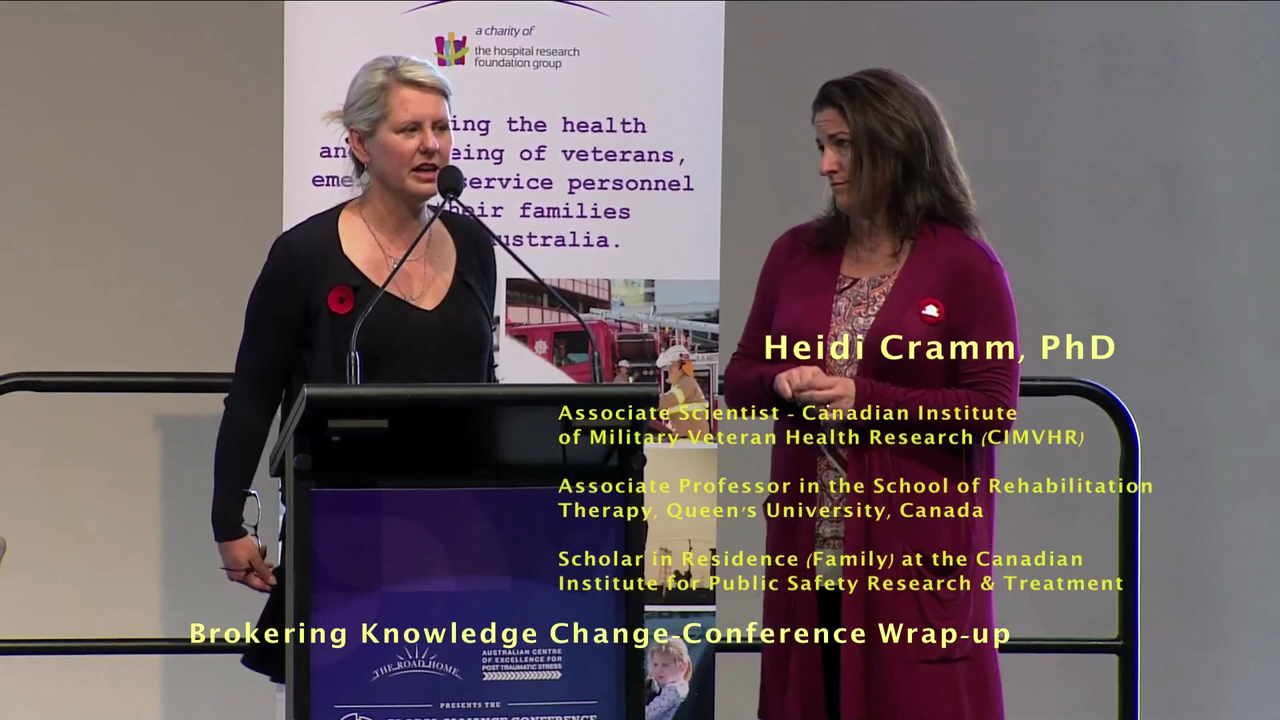 a charity of
the hospital research
foundation group
ing the health
an eing of veterans,
eme service personnel
heir families
ustralia.
Heidi Cramm, PhD
Associate Scientist - Canadian Institute
of Military-Veteran Health Research (CIMVHR)
Associate Professor in the School of Rehabilitation
Therapy, Queen's University, Canada
Scholar in Residence (Family) at the Canadian
Institute for Public Safety Research & Treatment
Brokering Knowledge Change-Conference Wrap-up
THE ROAD HOME
AUSTRALIAN CENTRE
OF EXCELLENCE FOR
POST TRAUMATIC STRESS
PRESENTS THE
CONFERENCE